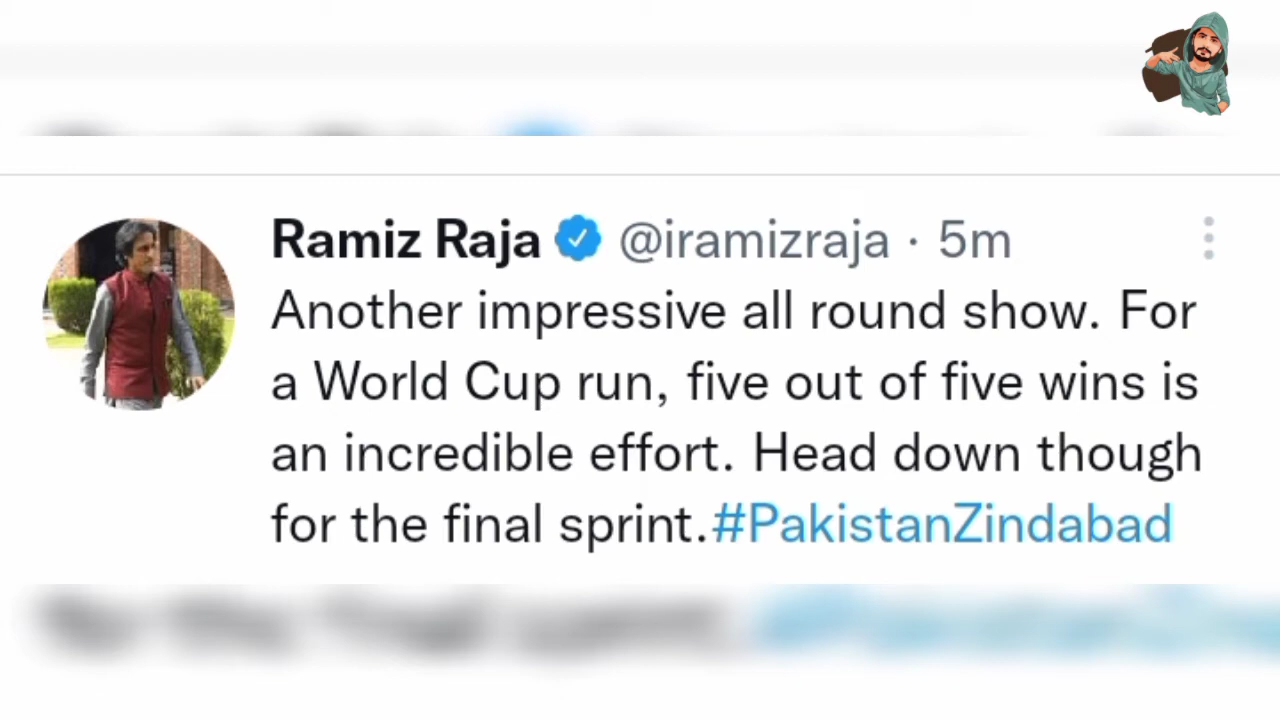 Ramiz Raja @iramizraja · 5m
Another impressive all round show. For
a World Cup run, five out of five wins is
an incredible effort. Head down though
for the final sprint.#PakistanZindabad